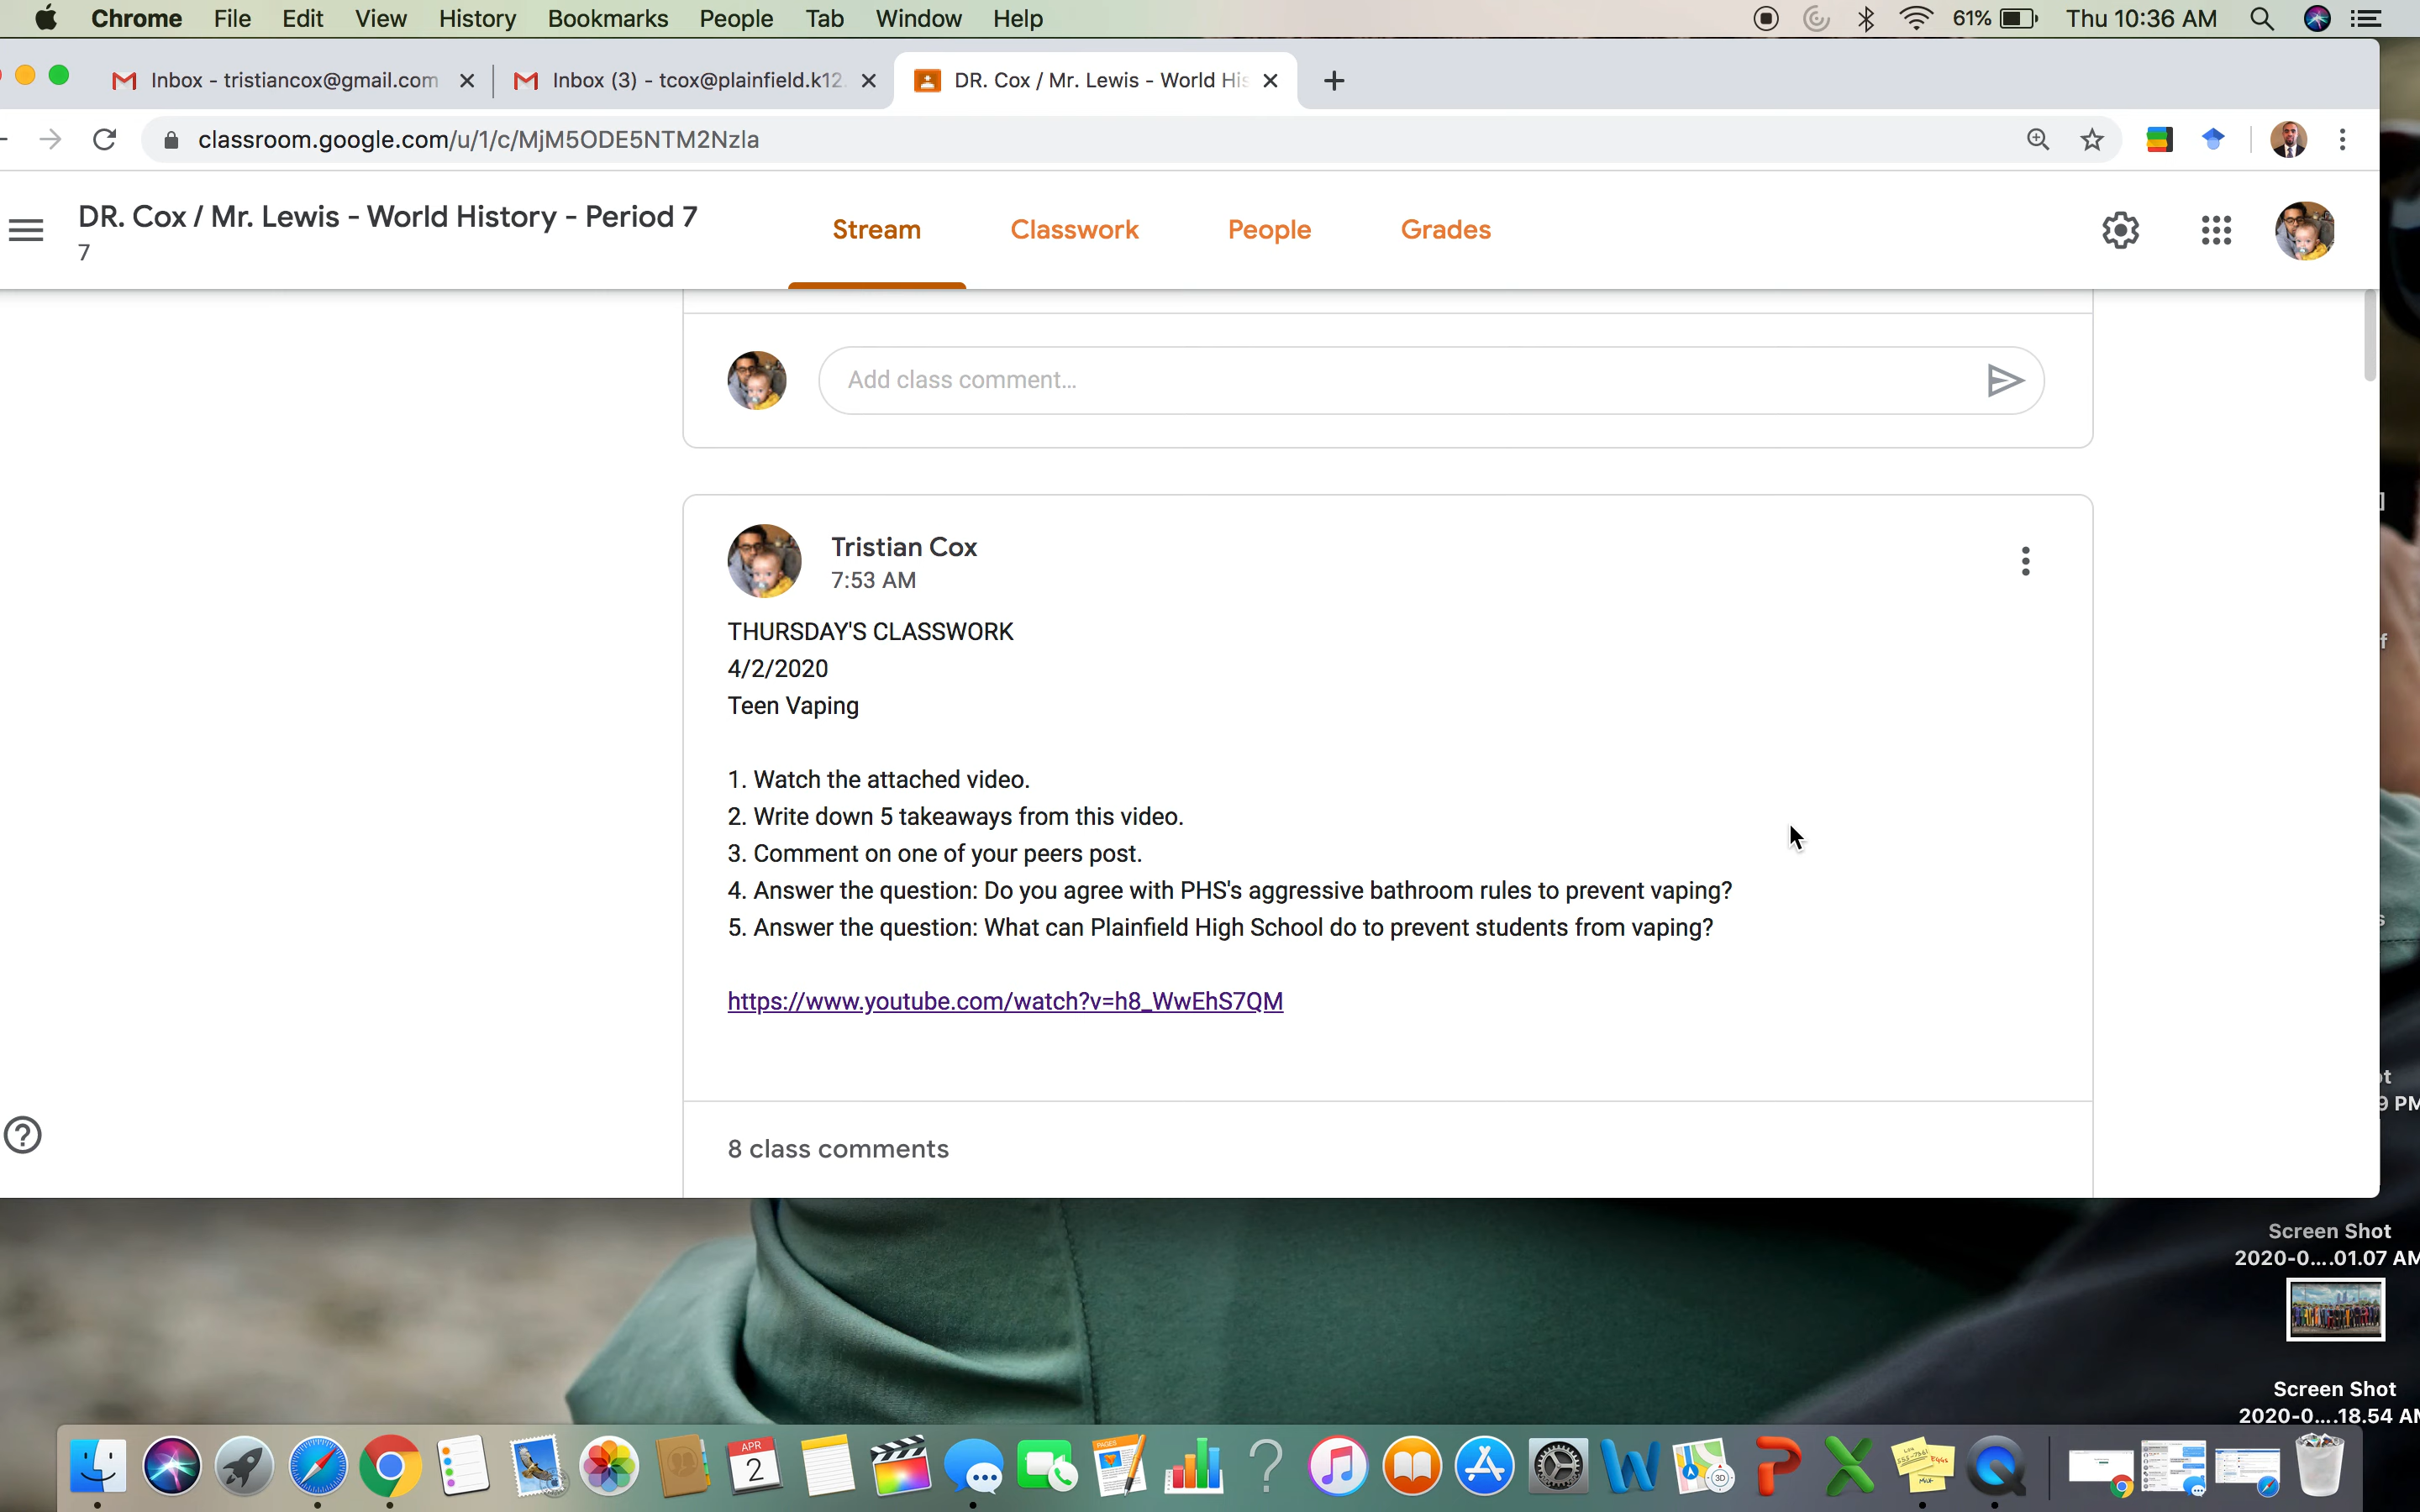 Chrome File Edit View History Bookmarks People Tab Window Help 61% Thu 10:36 AM
Inbox - tristiancox@gmail.com Inbox (3) - tcox@plainfield.k12. DR. Cox / Mr. Lewis - World His
classroom.google.com/u/1/c/MjM5ODE5NTM2Nzla
DR. Cox / Mr. Lewis - World History - Period 7
7
Stream Classwork People Grades
Add class comment...
Tristian Cox
7:53 AM
THURSDAY'S CLASSWORK
4/2/2020
Teen Vaping
1. Watch the attached video.
2. Write down 5 takeaways from this video.
3. Comment on one of your peers post.
4. Answer the question: Do you agree with PHS's aggressive bathroom rules to prevent vaping?
5. Answer the question: What can Plainfield High School do to prevent students from vaping?
https://www.youtube.com/watch?v=h8_WwEhS7QM
8 class comments
9 PM
Screen Shot
2020-0....01.07 AM
Screen Shot
2020-0....18.54 AM
APR
2
PAGES
3D